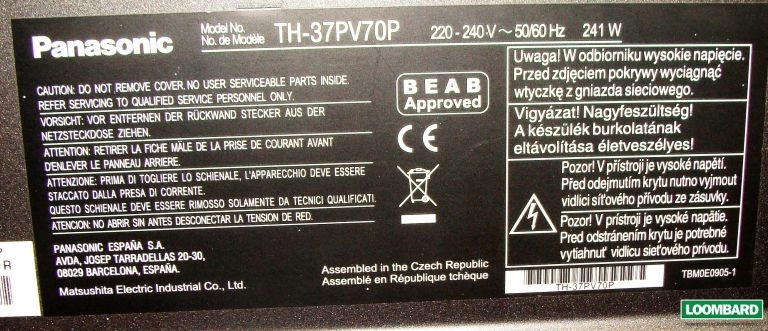 Panasonic
Model No.
No. de Modèle
TH-37PV70P
220 - 240 V ~ 50/60 Hz 241 W
CAUTION: DO NOT REMOVE COVER. NO USER SERVICEABLE PARTS INSIDE.
REFER SERVICING TO QUALIFIED SERVICE PERSONNEL ONLY.
VORSICHT: VOR ENTFERNEN DER RÜCKWAND STECKER AUS DER
NETZSTECKDOSE ZIEHEN.
ATTENTION: RETIRER LA FICHE MÂLE DE LA PRISE DE COURANT AVANT
D'ENLEVER LE PANNEAU ARRIERE.
ATTENZIONE: PRIMA DI TOGLIERE LO SCHIENALE, L'APPARECCHIO DEVE ESSERE
STACCATO DALLA PRESA DI CORRENTE.
QUESTO SCHIENALE DEVE ESSERE RIMOSSO SOLAMENTE DA TECNICI QUALIFICATI.
ATENCION: NO ABRIR SIN ANTES DESCONECTAR LA TENSION DE RED.
PANASONIC ESPAÑA S.A.
AVDA, JOSEP TARRADELLAS 20-30,
08029 BARCELONA, ESPAÑA.
Matsushita Electric Industrial Co., Ltd.
BEAB
Approved
CE
Assembled in the Czech Republic
Assemblé en République tchèque
Uwaga! W odbiorniku wysokie napięcie.
Przed zdjęciem pokrywy wyciągnąć
wtyczkę z gniazda sieciowego.
Vigyázat! Nagyfeszültség!
A készülék burkolatának
eltávolítása életveszélyes!
Pozor! V přístroji je vysoké napětí.
Před odejmutím krytu nutno vyjmout
vidlici síťového přívodu ze zásuvky.
Pozor! V prístroji je vysoké napätie.
Pred odstránením krytu je potrebné
vytiahnuť vidlicu sieťového prívodu.
TH-37PV70P
TBM0E0905-1
R
LOOMBARD